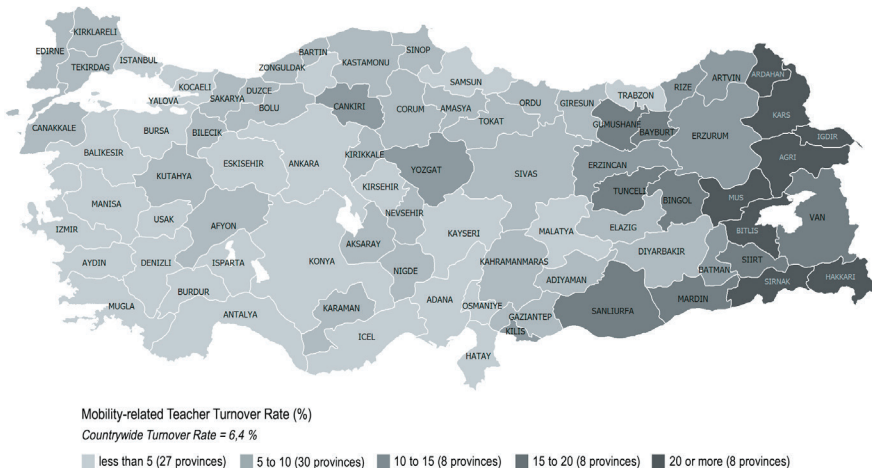 KIRKLARELI
EDIRNE
TEKIRDAG
ISTANBUL
KOCAELI
YALOVA
SAKARYA
DUZCE
ZONGULDAK
BARTIN
KASTAMONU
SINOP
SAMSUN
BOLU
CANKIRI
CORUM
AMASYA
ORDU
GIRESUN
TRABZON
RIZE
ARTVIN
ARDAHAN
KARS
IGDIR
AGRI
GUMUSHANE
BAYBURT
ERZURUM
TOKAT
CANAKKALE
BURSA
BILECIK
BALIKESIR
ESKISEHIR
ANKARA
KIRIKKALE
YOZGAT
SIVAS
ERZINCAN
TUNCELI
BINGOL
MUS
KUTAHYA
KIRSEHIR
MANISA
USAK
AFYON
NEVSEHIR
KAYSERI
MALATYA
ELAZIG
BITLIS
VAN
IZMIR
AKSARAY
DIYARBAKIR
SIIRT
BATMAN
AYDIN
DENIZLI
ISPARTA
KONYA
NIGDE
KAHRAMANMARAS
ADIYAMAN
HAKKARI
SIRNAK
MARDIN
MUGLA
BURDUR
ANTALYA
KARAMAN
ADANA
OSMANIYE
GAZIANTEP
KILIS
SANLIURFA
ICEL
HATAY
Mobility-related Teacher Turnover Rate (%)
Countrywide Turnover Rate = 6,4 %
less than 5 (27 provinces) 5 to 10 (30 provinces) 10 to 15 (8 provinces) 15 to 20 (8 provinces) 20 or more (8 provinces)